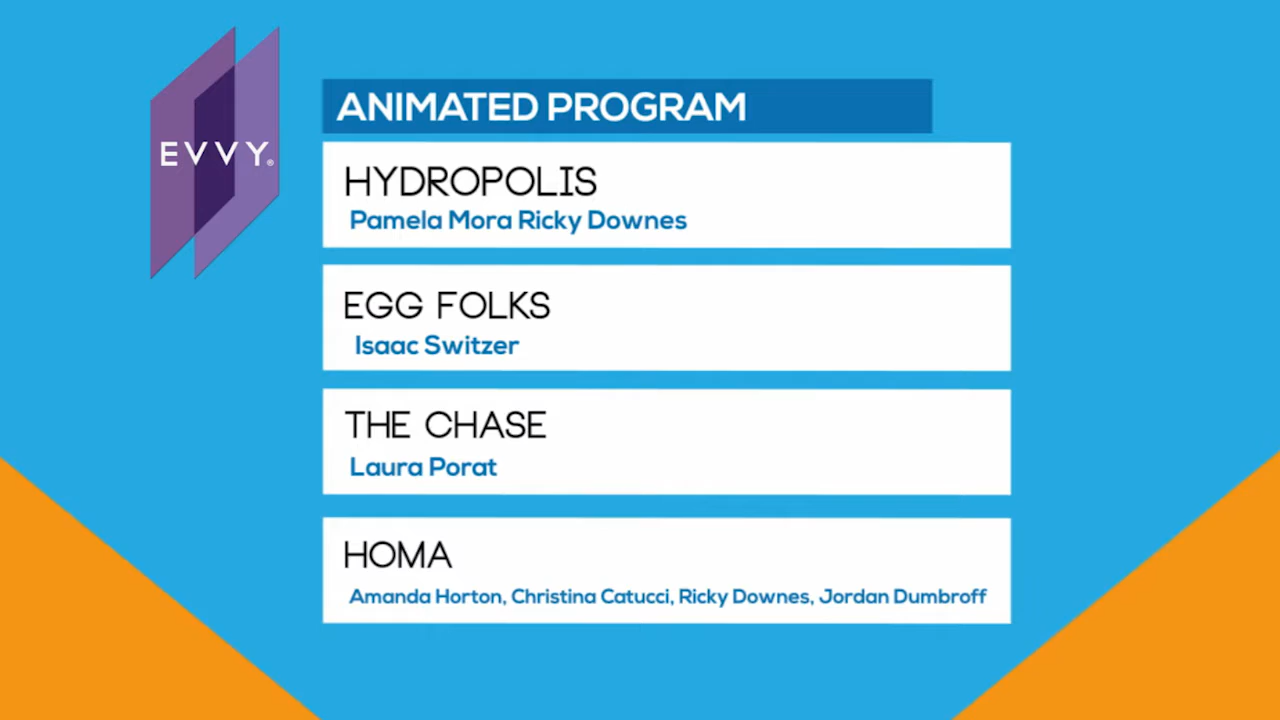 EVVY®
ANIMATED PROGRAM
HYDROPOLIS
Pamela Mora Ricky Downes
EGG FOLKS
Isaac Switzer
THE CHASE
Laura Porat
HOMA
Amanda Horton, Christina Catucci, Ricky Downes, Jordan Dumbroff